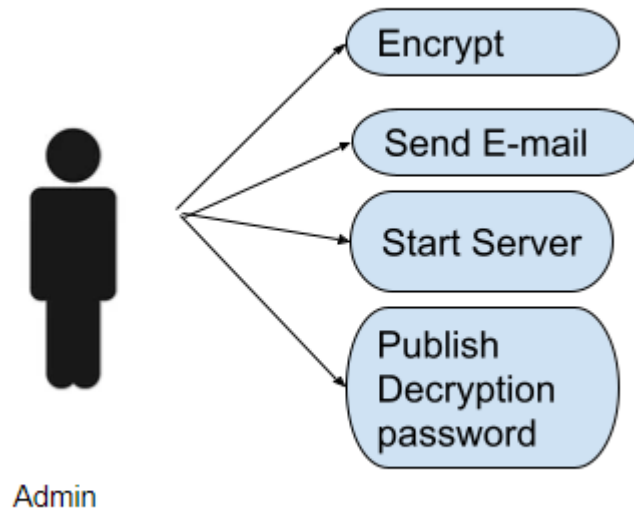 Encrypt
Send E-mail
Start Server
Publish
Decryption
password
Admin